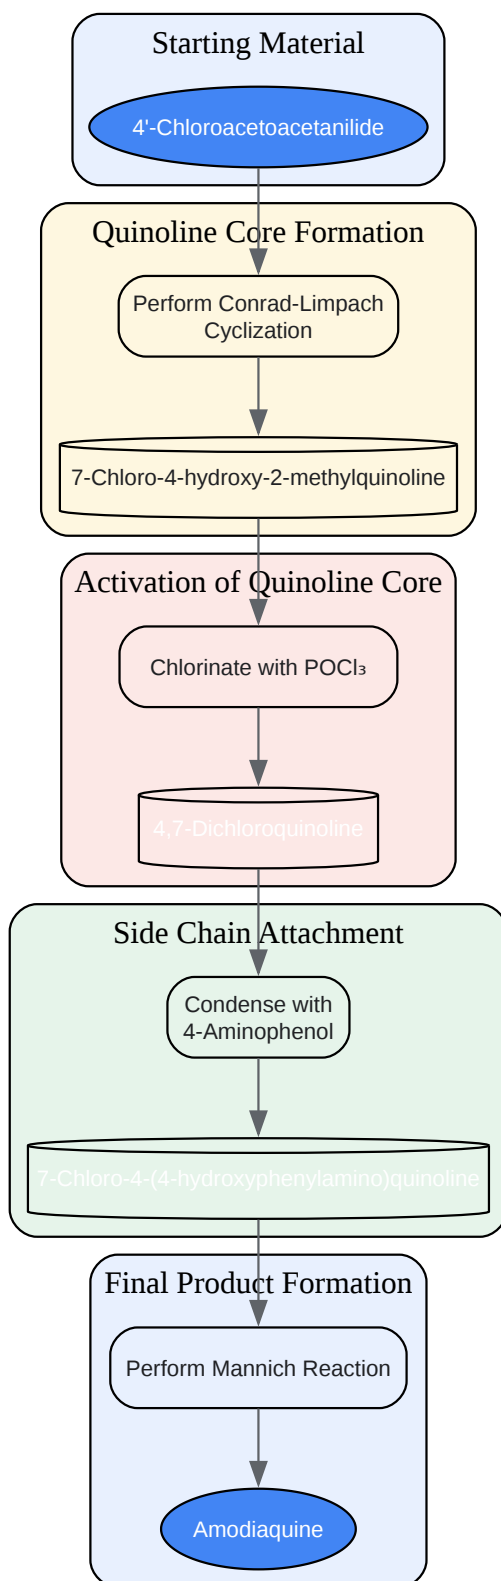 Starting Material
4'-Chloroacetoacetanilide
Quinoline Core Formation
Perform Conrad-Limpach
Cyclization
7-Chloro-4-hydroxy-2-methylquinoline
Activation of Quinoline Core
Chlorinate with POCl₃
4,7-Dichloroquinoline
Side Chain Attachment
Condense with
4-Aminophenol
7-Chloro-4-(4-hydroxyphenylamino)quinoline
Final Product Formation
Perform Mannich Reaction
Amodiaquine